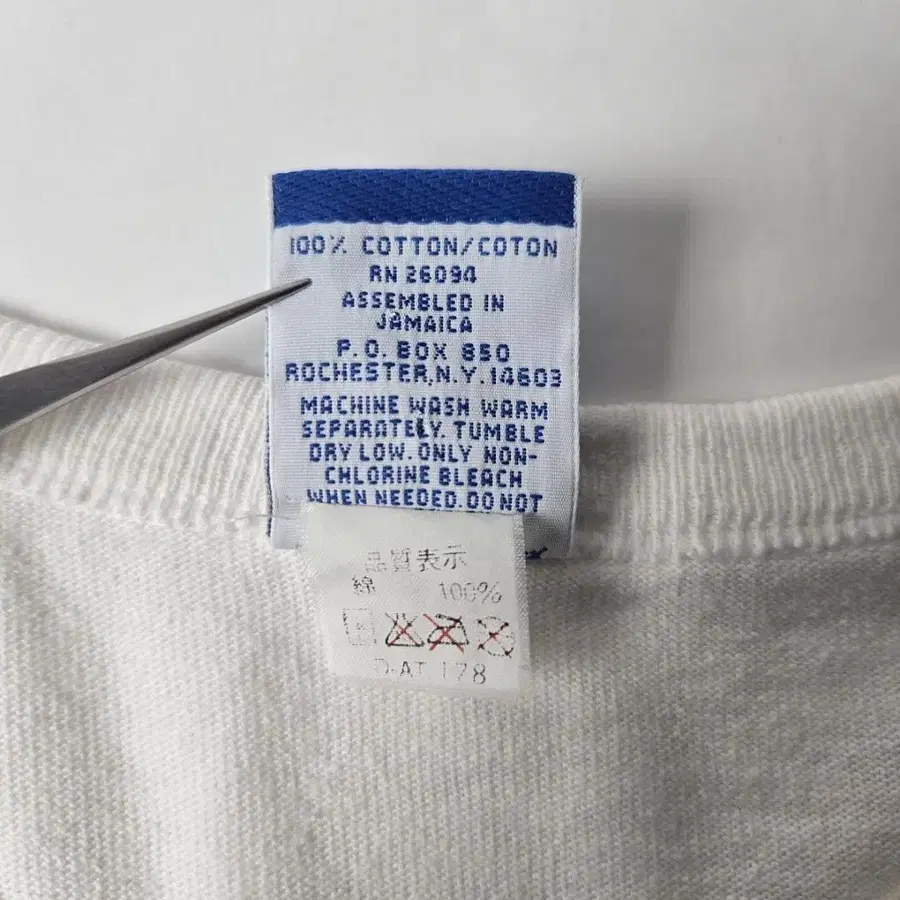 100% COTTON/COTON
RN 26094
ASSEMBLED IN
JAMAICA
P.O. BOX 850
ROCHESTER,N.Y.14603
MACHINE WASH WARM
SEPARATELY. TUMBLE
DRY LOW. ONLY NON-
CHLORINE BLEACH
WHEN NEEDED. DO NOT
品質表示
綿 100%
D-AT 178